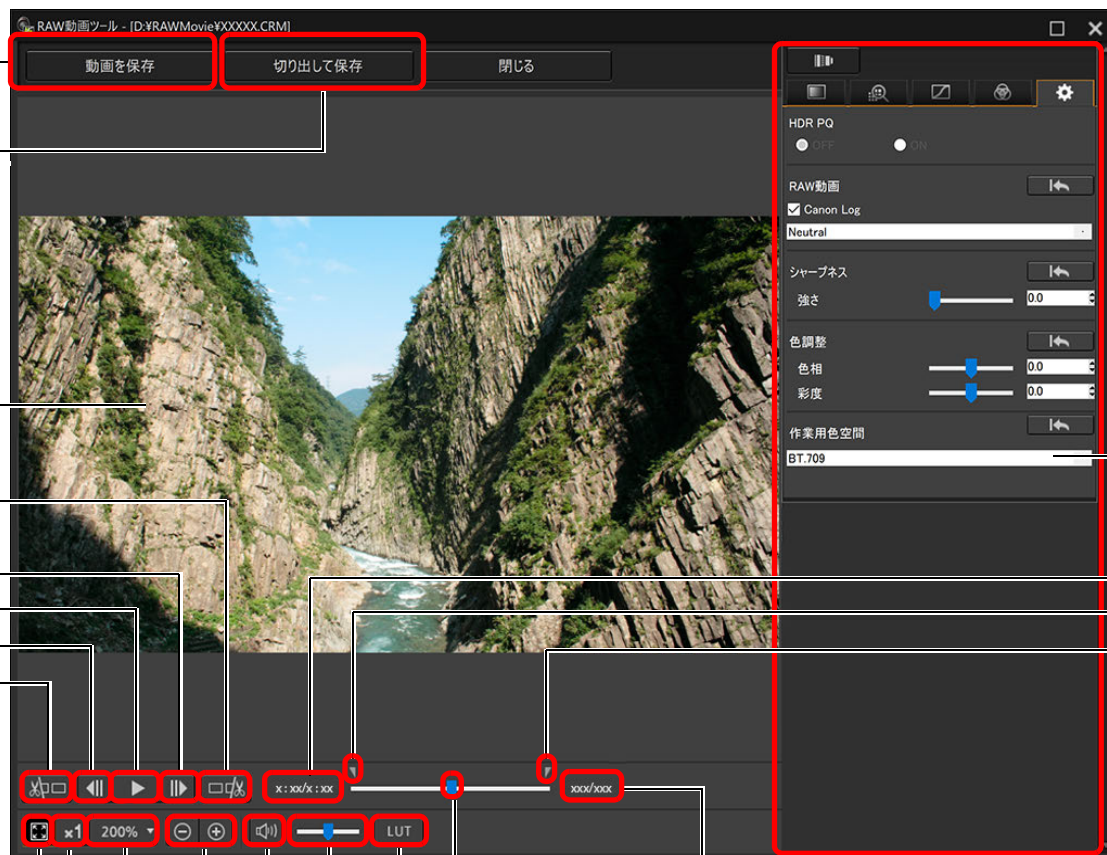 RAW動画ツール - [D:¥RAWMovie¥XXXXX.CRM]
動画を保存
切り出して保存
閉じる
HDR PQ
OFF
ON
RAW動画
Canon Log
Neutral
シャープネス
強さ
0.0
色調整
色相
0.0
彩度
0.0
作業用色空間
BT.709
x:xx/x:xx
xxx/xxx
x1
200%
LUT